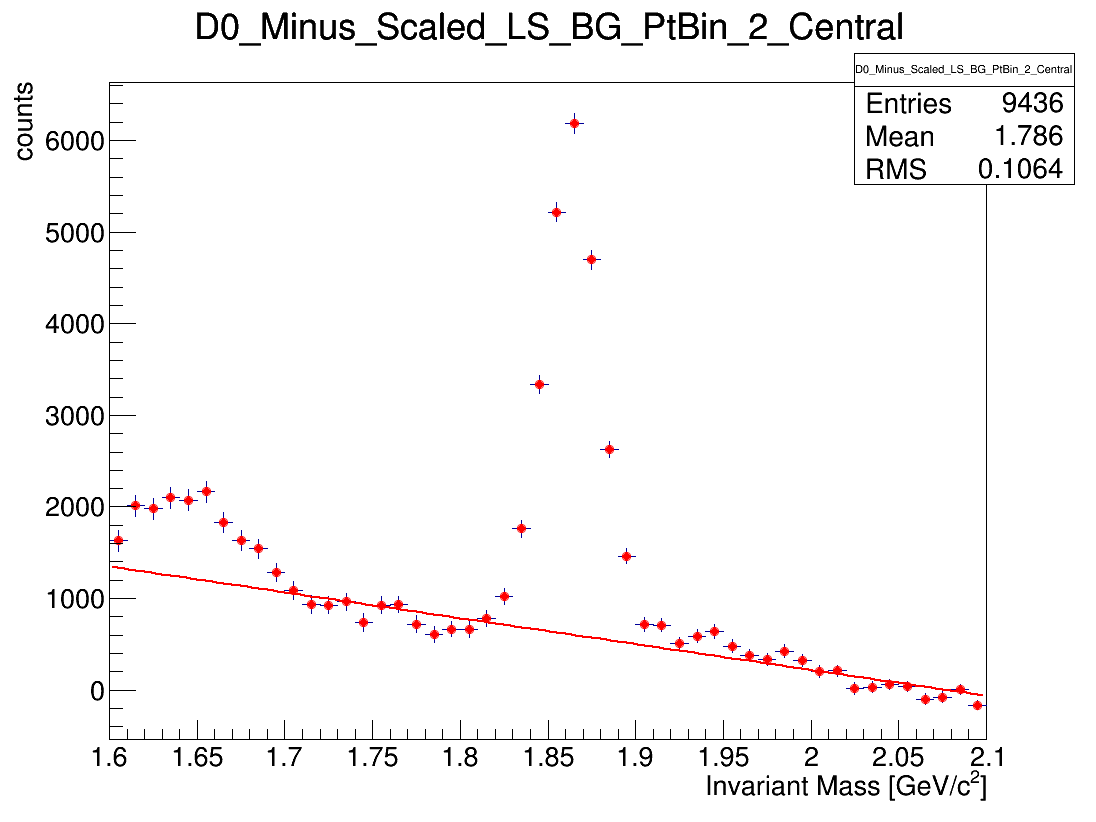 D0_Minus_Scaled_LS_BG_PtBin_2_Central
D0_Minus_Scaled_LS_BG_PtBin_2_Central
Entries 9436
Mean 1.786
RMS 0.1064
counts
6000
5000
4000
3000
2000
1000
0
1.6 1.65 1.7 1.75 1.8 1.85 1.9 1.95 2 2.05 2.1
Invariant Mass [GeV/c²]